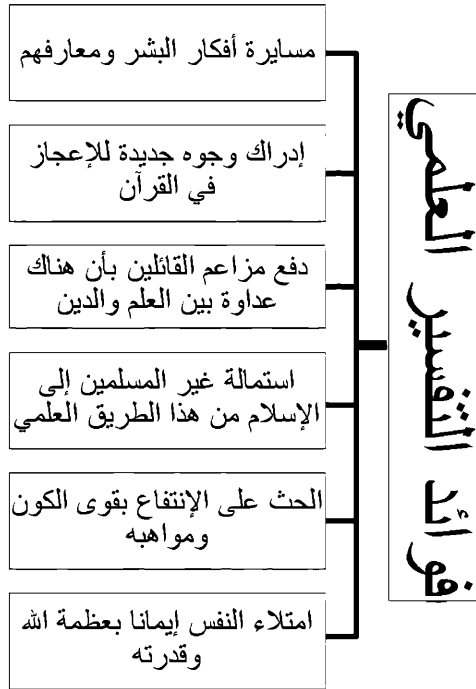 فوائد التفسير العلمي
مسايرة أفكار البشر ومعارفهم
إدراك وجوه جديدة للإعجاز
في القرآن
دفع مزاعم القائلين بأن هناك
عداوة بين العلم والدين
استمالة غير المسلمين إلى
الإسلام من هذا الطريق العلمي
الحث على الإنتفاع بقوى الكون
ومواهبه
امتلاء النفس إيمانا بعظمة الله
وقدرته